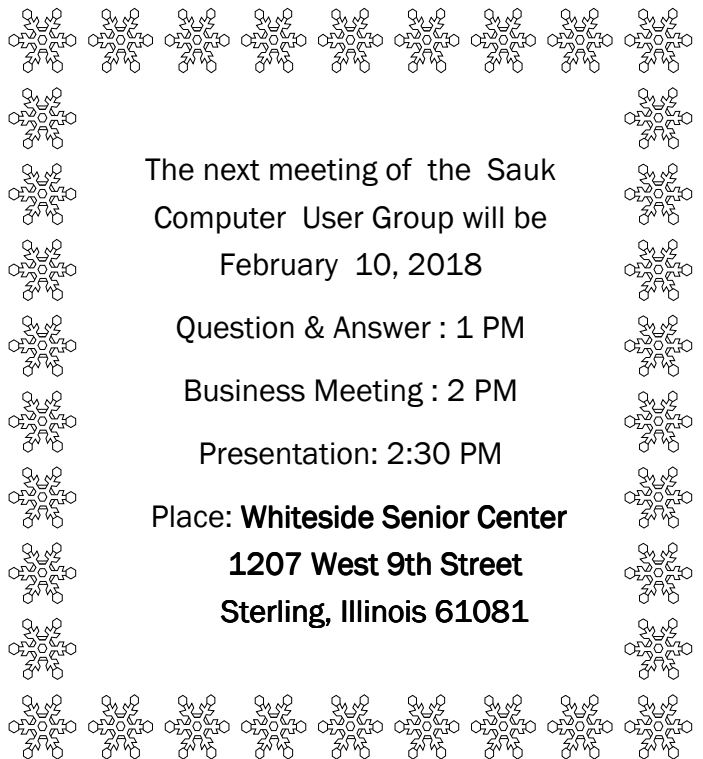 The next meeting of the Sauk
Computer User Group will be
February 10, 2018
Question & Answer : 1 PM
Business Meeting : 2 PM
Presentation: 2:30 PM
Place: Whiteside Senior Center
1207 West 9th Street
Sterling, Illinois 61081